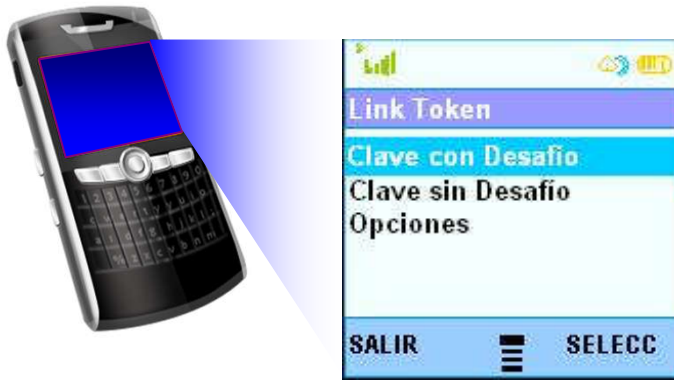 Link Token
Clave con Desafío
Clave sin Desafío
Opciones
SALIR
SELECC